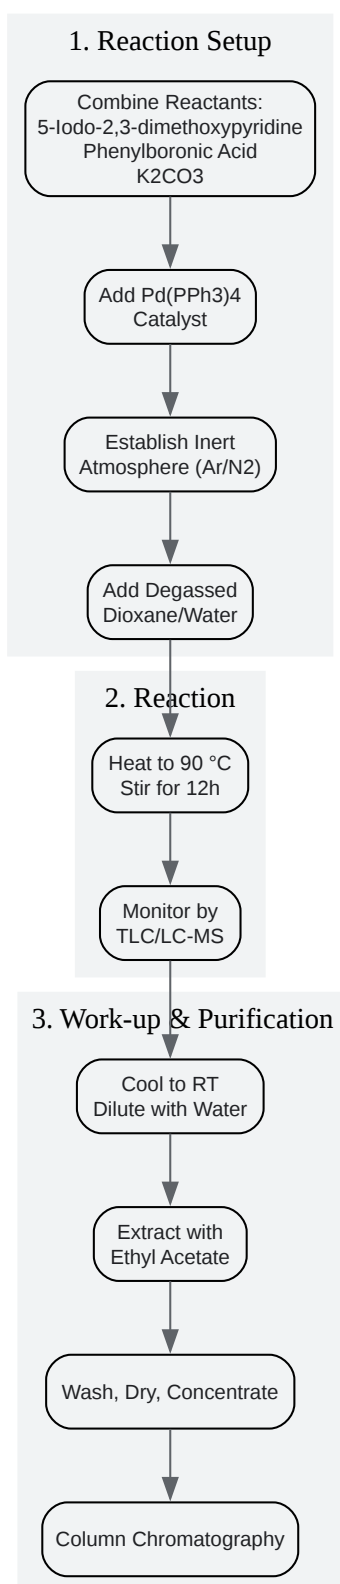 1. Reaction Setup
Combine Reactants:
5-Iodo-2,3-dimethoxypyridine
Phenylboronic Acid
K2CO3
Add Pd(PPh3)4
Catalyst
Establish Inert
Atmosphere (Ar/N2)
Add Degassed
Dioxane/Water
2. Reaction
Heat to 90 °C
Stir for 12h
Monitor by
TLC/LC-MS
3. Work-up & Purification
Cool to RT
Dilute with Water
Extract with
Ethyl Acetate
Wash, Dry, Concentrate
Column Chromatography